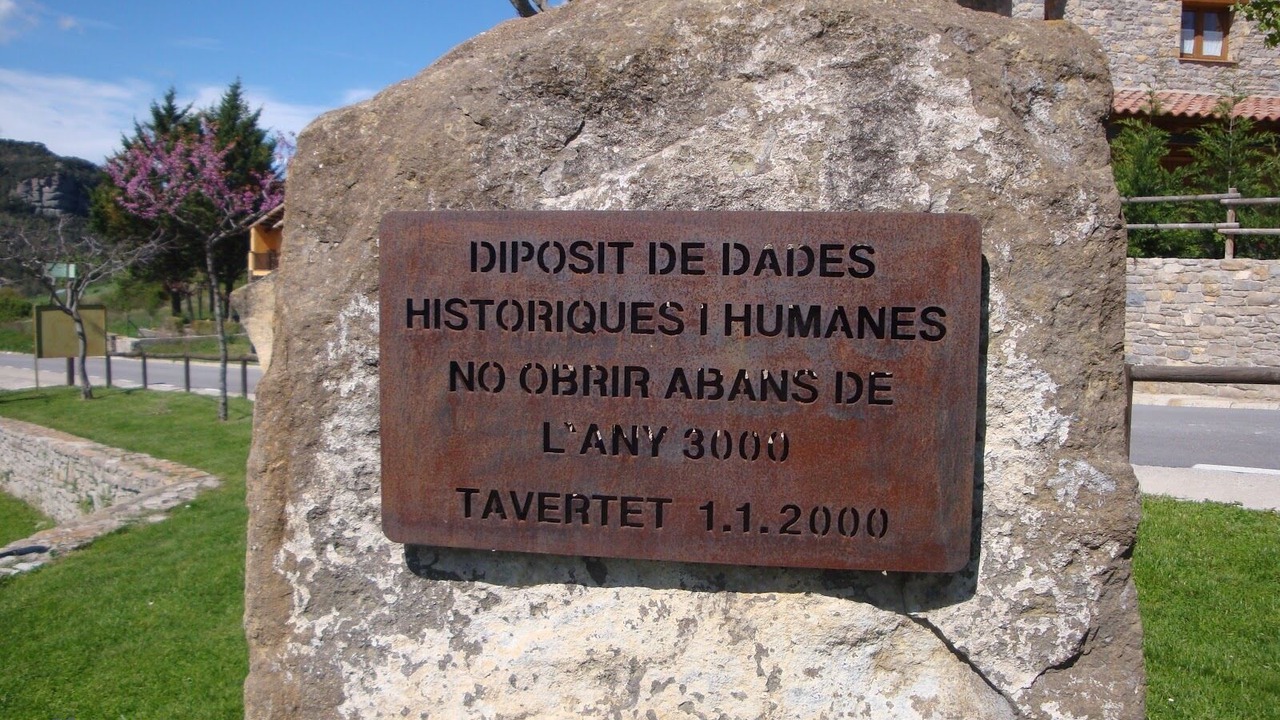 DIPOSIT DE DADES
HISTORIQUES I HUMANES
NO OBRIR ABANS DE
L'ANY 3000
TAVERTET 1.1.2000